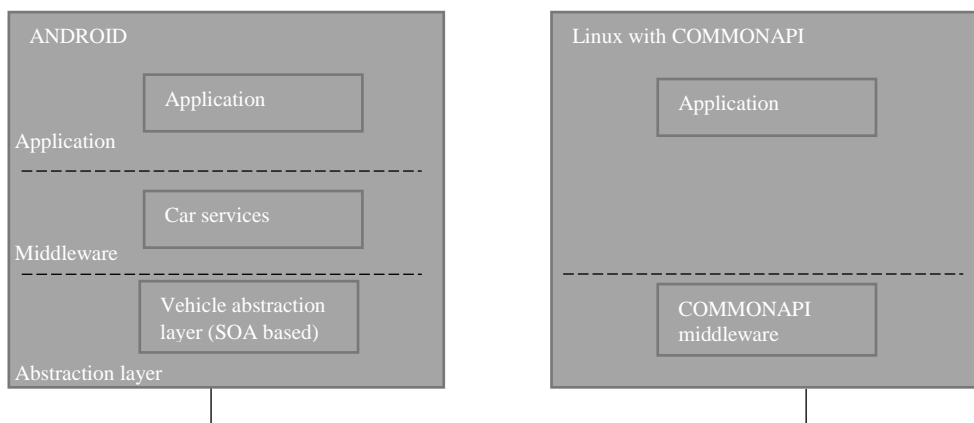 ANDROID
Application
Application
Car services
Middleware
Vehicle abstraction
layer (SOA based)
Abstraction layer
Linux with COMMONAPI
Application
COMMONAPI
middleware